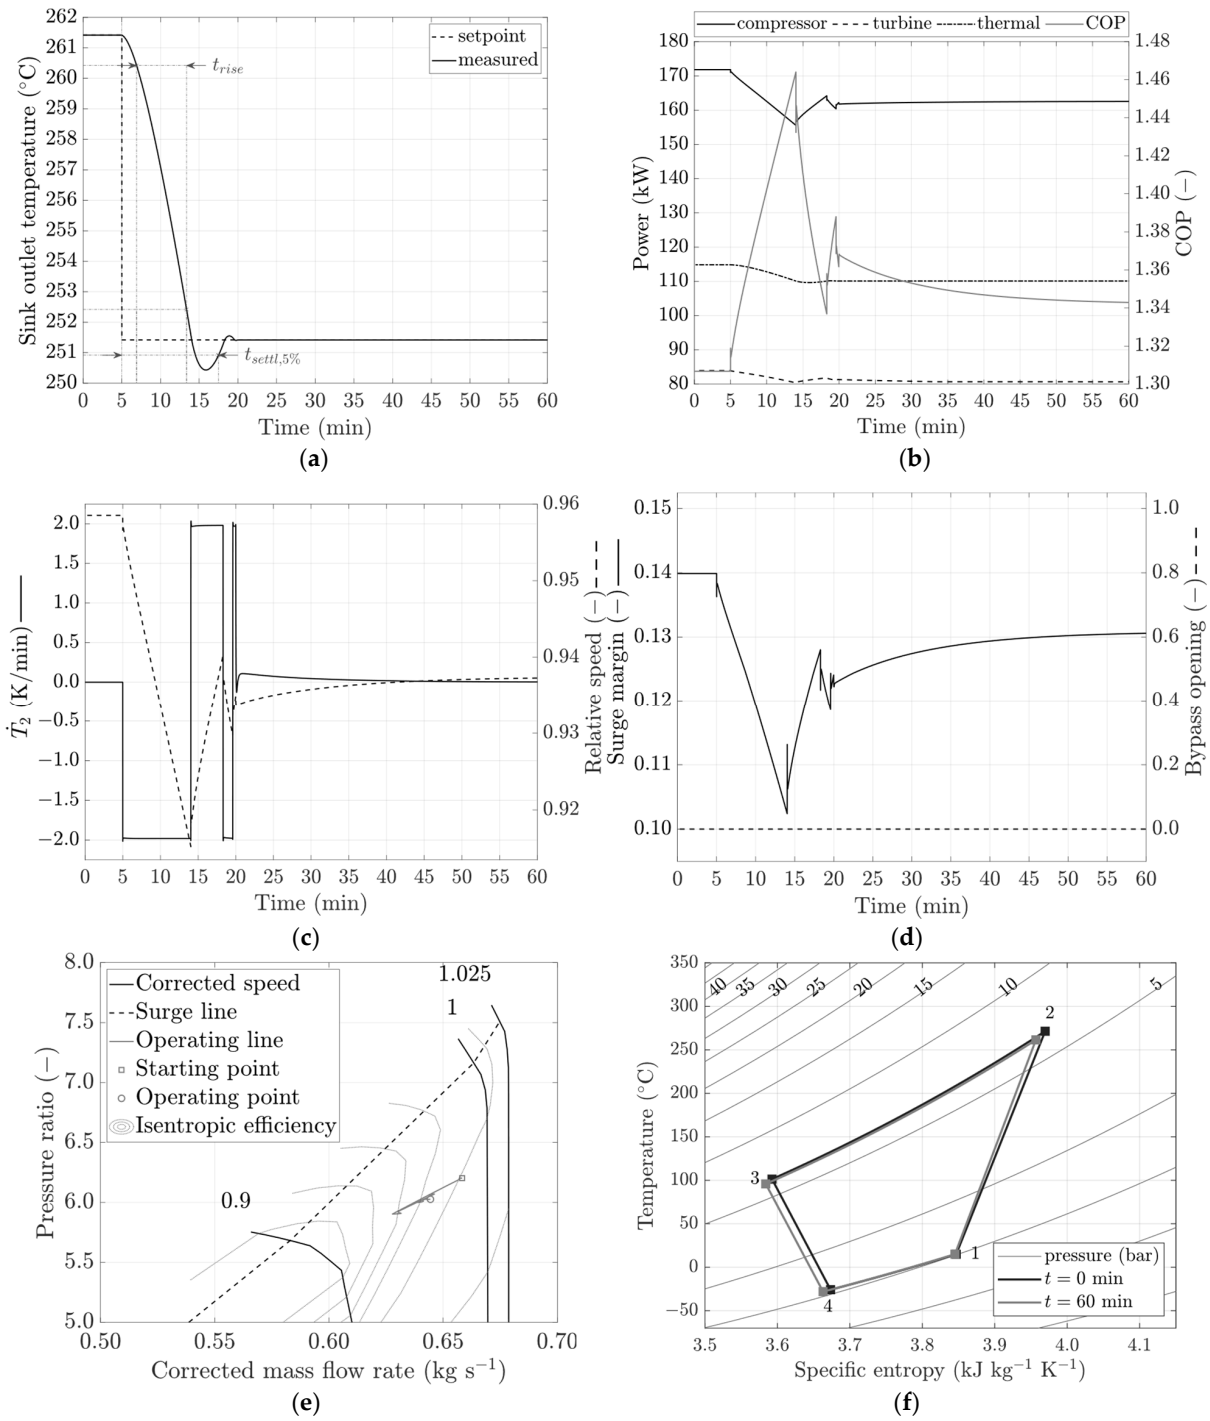 262
261
260
259
258
257
256
255
254
253
252
251
250
Sink outlet temperature (°C)
setpoint
measured
t_rise
t_settl,5%
0 5 10 15 20 25 30 35 40 45 50 55 60
Time (min)
(a)
compressor turbine thermal COP
180
170
160
150
140
130
120
110
100
90
80
Power (kW)
1.48
1.46
1.44
1.42
1.40
1.38
1.36
1.34
1.32
1.30
COP (−)
0 5 10 15 20 25 30 35 40 45 50 55 60
Time (min)
(b)
2.0
1.5
1.0
0.5
0.0
−0.5
−1.0
−1.5
−2.0
Ṫ₂ (K/min)
0.96
0.95
0.94
0.93
0.92
Relative speed (−)
0 5 10 15 20 25 30 35 40 45 50 55 60
Time (min)
(c)
Surge margin (−)
0.15
0.14
0.13
0.12
0.11
0.10
1.0
0.8
0.6
0.4
0.2
0.0
Bypass opening (−)
0 5 10 15 20 25 30 35 40 45 50 55 60
Time (min)
(d)
8.0
7.5
7.0
6.5
6.0
5.5
5.0
Pressure ratio (−)
Corrected speed
Surge line
Operating line
Starting point
Operating point
Isentropic efficiency
1.025
1
0.9
0.50 0.55 0.60 0.65 0.70
Corrected mass flow rate (kg s⁻¹)
(e)
350
300
250
200
150
100
50
0
−50
Temperature (°C)
40 35 30 25 20 15 10 5
2
3
1
4
pressure (bar)
t = 0 min
t = 60 min
3.5 3.6 3.7 3.8 3.9 4.0 4.1
Specific entropy (kJ kg⁻¹ K⁻¹)
(f)